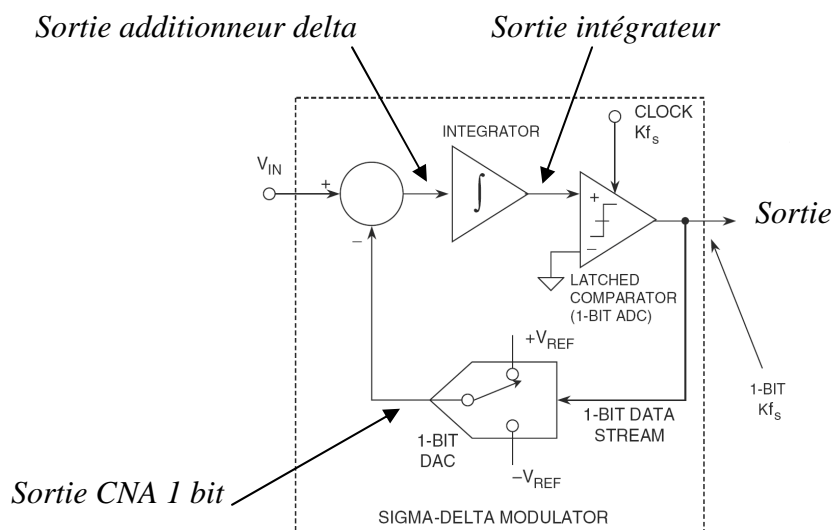 Sortie additionneur delta
Sortie intégrateur
CLOCK
Kfs
INTEGRATOR
VIN
+
∫
+
Sortie
–
–
LATCHED
COMPARATOR
(1-BIT ADC)
+VREF
1-BIT
Kfs
1-BIT DATA
STREAM
1-BIT
DAC
–VREF
Sortie CNA 1 bit
SIGMA-DELTA MODULATOR